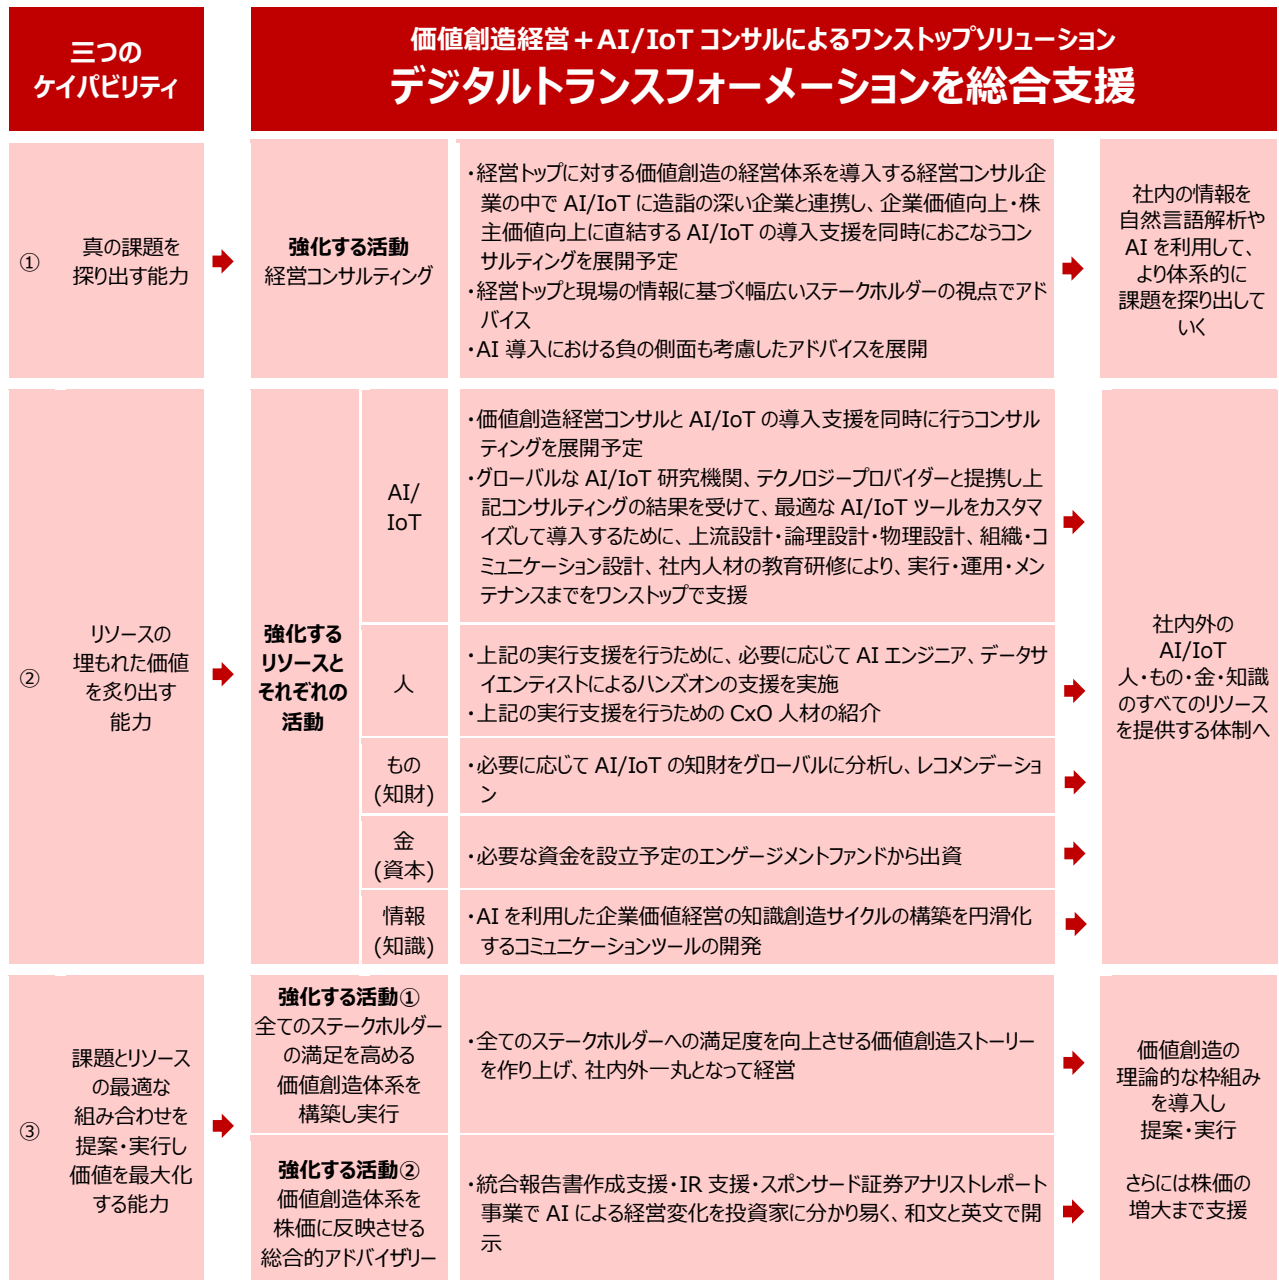 三つの
ケイパビリティ
価値創造経営＋AI/IoT コンサルによるワンストップソリューション
デジタルトランスフォーメーションを総合支援
①
真の課題を
探り出す能力
強化する活動
経営コンサルティング
・経営トップに対する価値創造の経営体系を導入する経営コンサル企
業の中で AI/IoT に造詣の深い企業と連携し、企業価値向上・株
主価値向上に直結する AI/IoT の導入支援を同時におこなうコン
サルティングを展開予定
・経営トップと現場の情報に基づく幅広いステークホルダーの視点でアド
バイス
・AI 導入における負の側面も考慮したアドバイスを展開
社内の情報を
自然言語解析や
AI を利用して、
より体系的に
課題を探り出して
いく
②
リソースの
埋もれた価値
を炙り出す
能力
強化する
リソースと
それぞれの
活動
AI/
IoT
・価値創造経営コンサルと AI/IoT の導入支援を同時に行うコンサル
ティングを展開予定
・グローバルな AI/IoT 研究機関、テクノロジープロバイダーと提携し上
記コンサルティングの結果を受けて、最適な AI/IoT ツールをカスタマ
イズして導入するために、上流設計・論理設計・物理設計、組織・コ
ミュニケーション設計、社内人材の教育研修により、実行・運用・メン
テナンスまでをワンストップで支援
人
・上記の実行支援を行うために、必要に応じて AI エンジニア、データサ
イエンティストによるハンズオンの支援を実施
・上記の実行支援を行うための CxO 人材の紹介
もの
(知財)
・必要に応じて AI/IoT の知財をグローバルに分析し、レコメンデーショ
ン
金
(資本)
・必要な資金を設立予定のエンゲージメントファンドから出資
情報
(知識)
・AI を利用した企業価値経営の知識創造サイクルの構築を円滑化
するコミュニケーションツールの開発
社内外の
AI/IoT
人・もの・金・知識
のすべてのリソース
を提供する体制へ
③
課題とリソース
の最適な
組み合わせを
提案・実行し
価値を最大化
する能力
強化する活動①
全てのステークホルダー
の満足を高める
価値創造体系を
構築し実行
・全てのステークホルダーへの満足度を向上させる価値創造ストーリー
を作り上げ、社内外一丸となって経営
強化する活動②
価値創造体系を
株価に反映させる
総合的アドバイザリー
・統合報告書作成支援・IR 支援・スポンサード証券アナリストレポート
事業で AI による経営変化を投資家に分かり易く、和文と英文で開
示
価値創造の
理論的な枠組み
を導入し
提案・実行
さらには株価の
増大まで支援